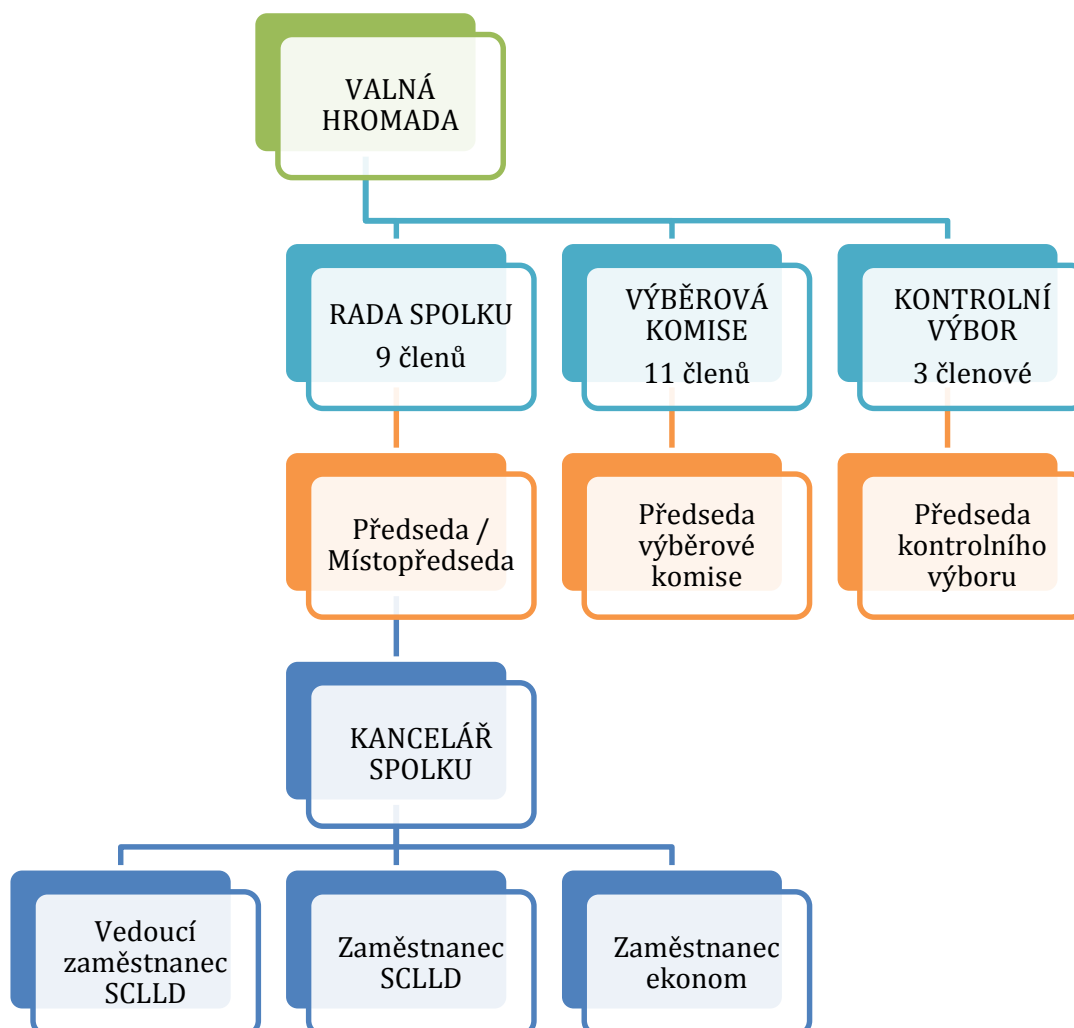 VALNÁ
HROMADA
RADA SPOLKU
9 členů
VÝBĚROVÁ
KOMISE
11 členů
KONTROLNÍ
VÝBOR
3 členové
Předseda /
Místopředseda
Předseda
výběrové
komise
Předseda
kontrolního
výboru
KANCELÁŘ
SPOLKU
Vedoucí
zaměstnanec
SCLLD
Zaměstnanec
SCLLD
Zaměstnanec
ekonom